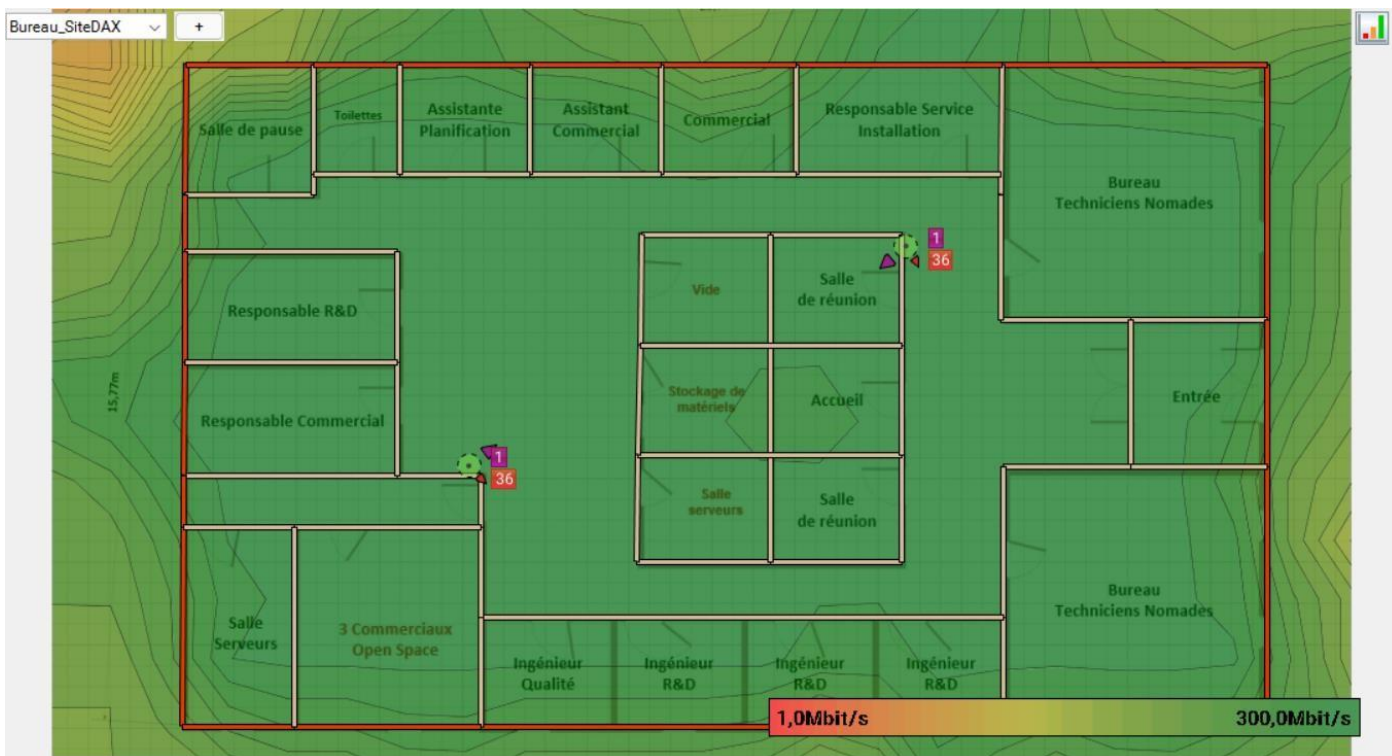 Bureau_SiteDAX
+
Salle de pause
Toilettes
Assistante
Planification
Assistant
Commercial
Commercial
Responsable Service
Installation
Bureau
Techniciens Nomades
1
36
Vide
Salle
de réunion
Responsable R&D
15,77m
Stockage de
matériels
Accueil
Entrée
Responsable Commercial
1
36
Salle
serveurs
Salle
de réunion
Salle
Serveurs
3 Commerciaux
Open Space
Bureau
Techniciens Nomades
Ingénieur
Qualité
Ingénieur
R&D
Ingénieur
R&D
Ingénieur
R&D
1,0Mbit/s
300,0Mbit/s